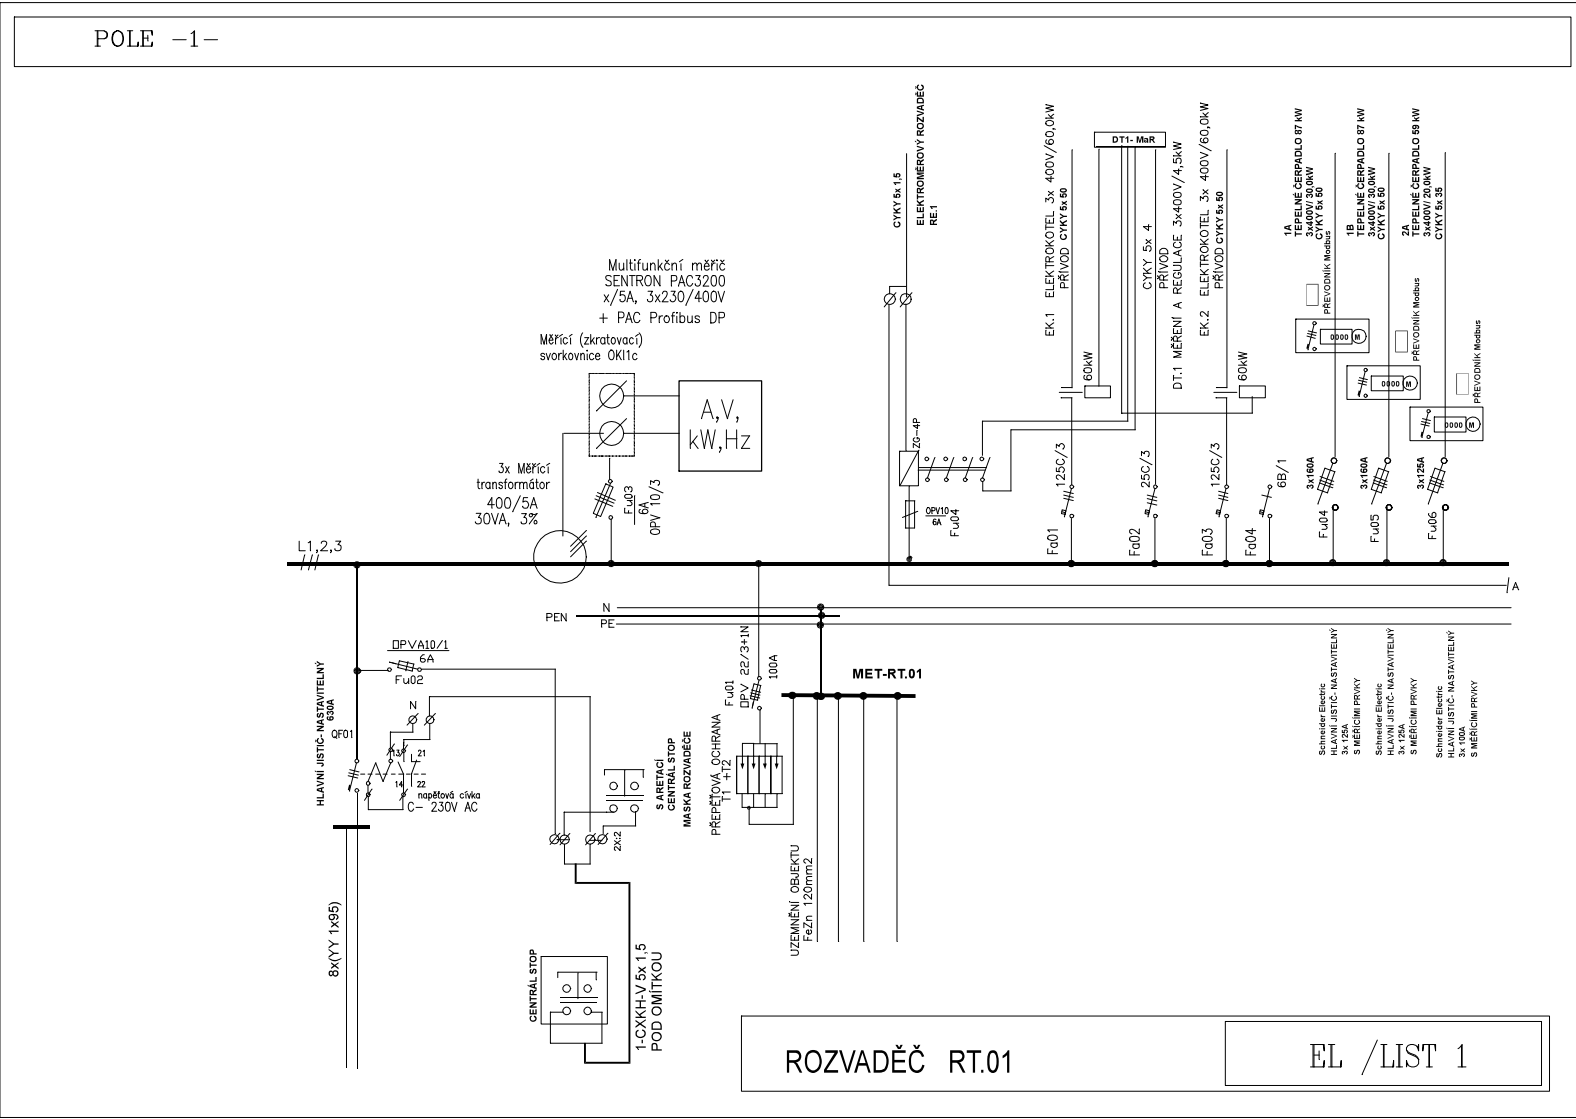 POLE -1-
CYKY 5x 1,5
ELEKTROMĚROVÝ ROZVADĚČ
RE.1
EK.1 ELEKTROKOTEL 3x 400V/60,0kW
PŘÍVOD CYKY 5x 50
DT1- MaR
CYKY 5x 4
PŘÍVOD
DT.1 MĚŘENÍ A REGULACE 3x400V/4,5kW
EK.2 ELEKTROKOTEL 3x 400V/60,0kW
PŘÍVOD CYKY 5x 50
1A
TEPELNÉ ČERPADLO 87 kW
3x400V/ 30,0kW
CYKY 5x 50
1B
TEPELNÉ ČERPADLO 87 kW
3x400V/ 30,0kW
CYKY 5x 50
2A
TEPELNÉ ČERPADLO 59 kW
3x400V/ 20,0kW
CYKY 5x 35
PŘEVODNÍK Modbus
PŘEVODNÍK Modbus
PŘEVODNÍK Modbus
0000 M
0000 M
0000 M
Multifunkční měřič
SENTRON PAC3200
x/5A, 3x230/400V
+ PAC Profibus DP
Měřící (zkratovací)
svorkovnice OKI1c
A,V,
kW,Hz
60kW
60kW
ZG-4P
3x Měřící
transformátor
400/5A
30VA, 3%
Fu03
6A
OPV 10/3
OPV10
6A
Fu04
125C/3
Fa01
25C/3
Fa02
125C/3
Fa03
6B/1
Fa04
3x160A
Fu04
3x160A
Fu05
3x125A
Fu06
L1,2,3
A
N
PEN
PE
OPVA10/1
6A
Fu02
HLAVNÍ JISTIČ- NASTAVITELNÝ
630A
QF01
N
13
21
14
22
napěťová cívka
C- 230V AC
S ARETACÍ
CENTRÁL STOP
MASKA ROZVADĚČE
2X:2
Fu01
OPV 22/3+1N
100A
PŘEPĚŤOVÁ OCHRANA
T1 +T2
MET-RT.01
UZEMNĚNÍ OBJEKTU
FeZn 120mm2
Schneider Electric
HLAVNÍ JISTIČ- NASTAVITELNÝ
3x 125A
S MĚŘÍCÍMI PRVKY
Schneider Electric
HLAVNÍ JISTIČ- NASTAVITELNÝ
3x 125A
S MĚŘÍCÍMI PRVKY
Schneider Electric
HLAVNÍ JISTIČ- NASTAVITELNÝ
3x 100A
S MĚŘÍCÍMI PRVKY
8x(YY 1x95)
CENTRÁL STOP
1-CXKH-V 5x 1,5
POD OMÍTKOU
ROZVADĚČ RT.01
EL /LIST 1